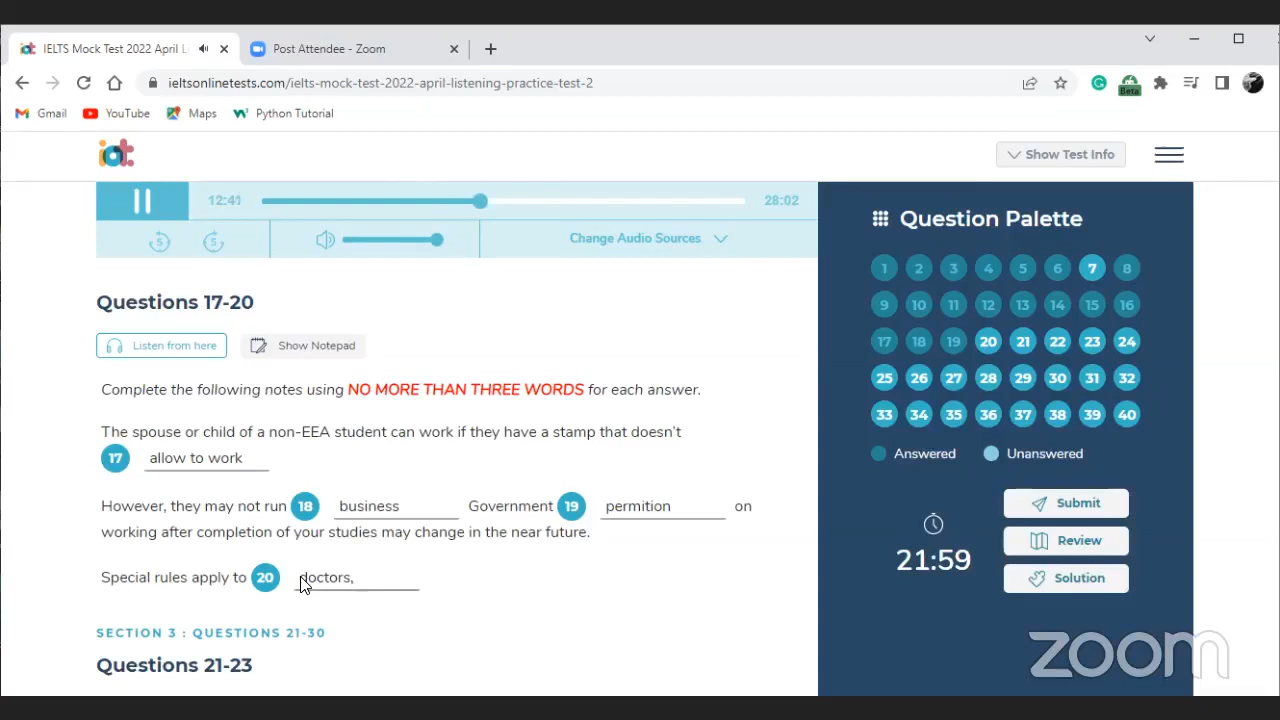 IELTS Mock Test 2022 April L
Post Attendee - Zoom
ieltsonlinetests.com/ielts-mock-test-2022-april-listening-practice-test-2
Beta
Gmail YouTube Maps Python Tutorial
iot.
Show Test Info
12:41 28:02
5 5 Change Audio Sources
Question Palette
1 2 3 4 5 6 7 8
9 10 11 12 13 14 15 16
17 18 19 20 21 22 23 24
25 26 27 28 29 30 31 32
33 34 35 36 37 38 39 40
Answered Unanswered
21:59
Submit
Review
Solution
Questions 17-20
Listen from here Show Notepad
Complete the following notes using NO MORE THAN THREE WORDS for each answer.
The spouse or child of a non-EEA student can work if they have a stamp that doesn't
17 allow to work
However, they may not run 18 business Government 19 permition on
working after completion of your studies may change in the near future.
Special rules apply to 20 doctors,
SECTION 3 : QUESTIONS 21-30
Questions 21-23
zoom